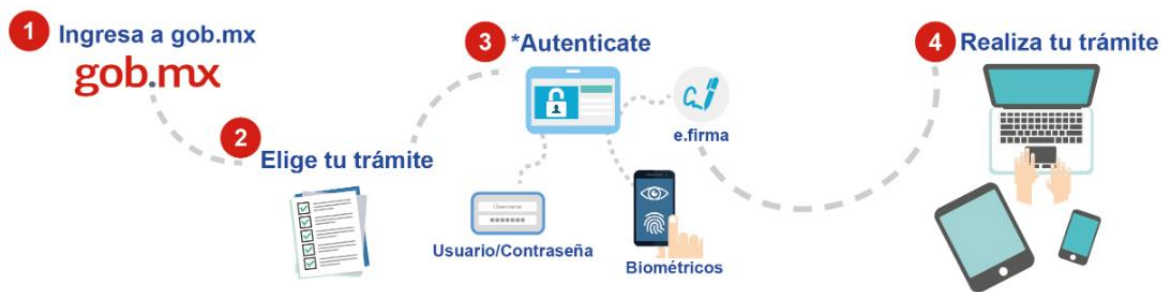 1 Ingresa a gob.mx
gob.mx
2
Elige tu trámite
3 *Autenticate
e.firma
Username
Usuario/Contraseña
Biométricos
4 Realiza tu trámite